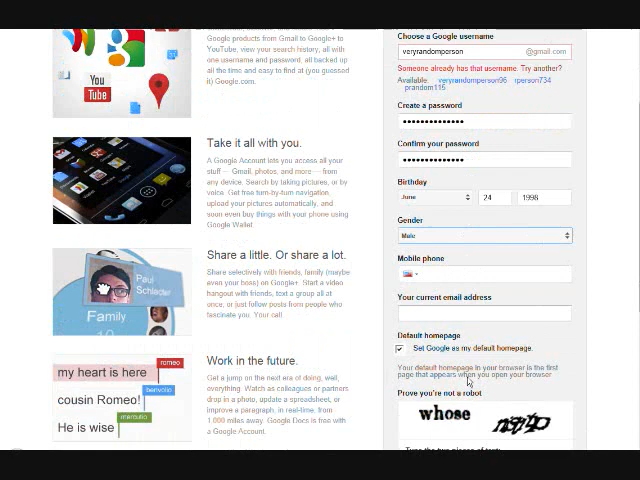 Google products from Gmail to Google+ to
YouTube, view your search history, all with
one username and password, all backed up
all the time and easy to find at (you guessed
it) Google.com.
You
Tube
Take it all with you.
A Google Account lets you access all your
stuff — Gmail, photos, and more — from
any device. Search by taking pictures, or by
voice. Get free turn-by-turn navigation,
upload your pictures automatically, and
soon even buy things with your phone using
Google Wallet
Share a little. Or share a lot.
Share selectively with friends, family (maybe
even your boss) on Google+. Start a video
hangout with friends, text a group all at
once, or just follow posts from people who
fascinate you. Your call
Paul
Schlacter
Family
10
Work in the future.
Get a jump on the next era of doing, well,
everything. Watch as colleagues or partners
drop in a photo, update a spreadsheet, or
improve a paragraph, in real-time, from
1,000 miles away. Google Docs is free with
a Google Account.
romeo
my heart is here
benvolio
cousin Romeo!
mercutio
He is wise
Choose a Google username
veryrandomperson @gmail.com
Someone already has that username. Try another?
Available: veryrandomperson96 rperson734
prandom115
Create a password
Confirm your password
Birthday
June 24 1998
Gender
Male
Mobile phone
Your current email address
Default homepage
Set Google as my default homepage.
Your default homepage in your browser is the first
page that appears when you open your browser
Prove you're not a robot
whose
Type the two pieces of text: